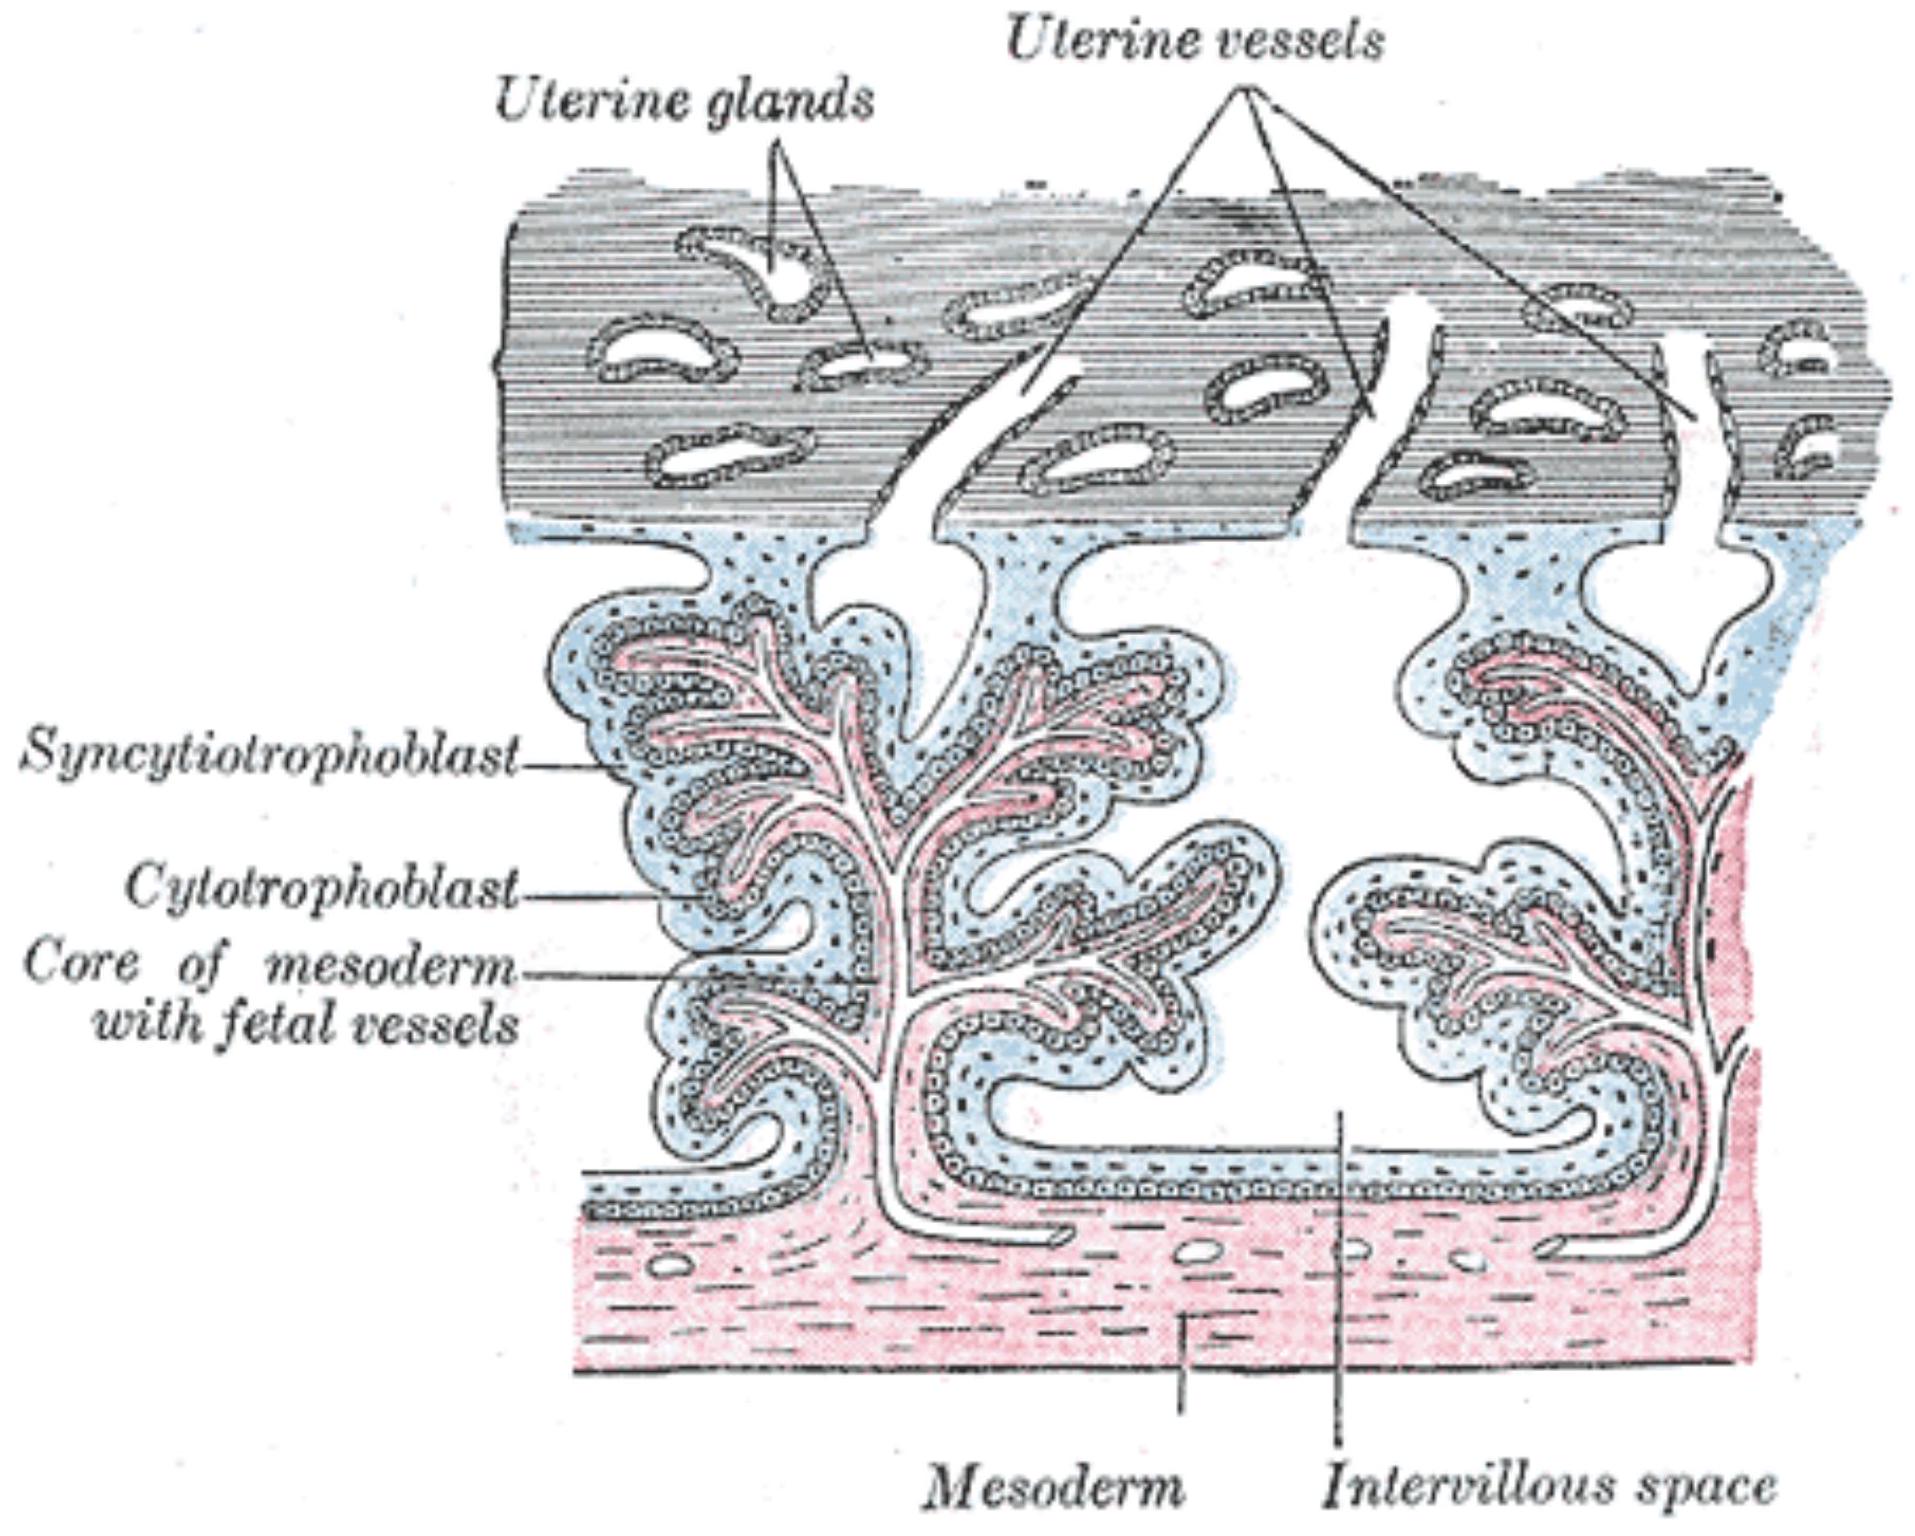 Uterine vessels
Uterine glands
Syncytiotrophoblast
Cytotrophoblast
Core of mesoderm
with fetal vessels
Mesoderm
Intervillous space